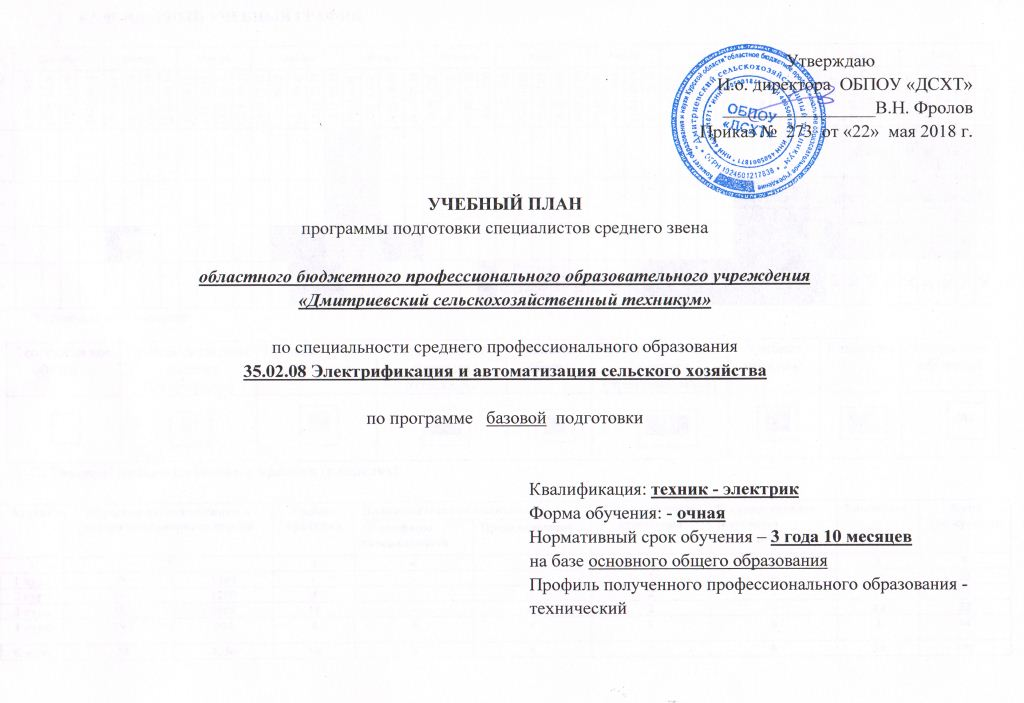 Утверждаю
И.о. директора ОБПОУ «ДСХТ»
_________________В.Н. Фролов
Приказ № 273 от «22» мая 2018 г.
ОБПОУ
«ДСХТ»
УЧЕБНЫЙ ПЛАН
программы подготовки специалистов среднего звена
областного бюджетного профессионального образовательного учреждения
«Дмитриевский сельскохозяйственный техникум»
по специальности среднего профессионального образования
35.02.08 Электрификация и автоматизация сельского хозяйства
по программе базовой подготовки
Квалификация: техник - электрик
Форма обучения: - очная
Нормативный срок обучения – 3 года 10 месяцев
на базе основного общего образования
Профиль полученного профессионального образования -
технический